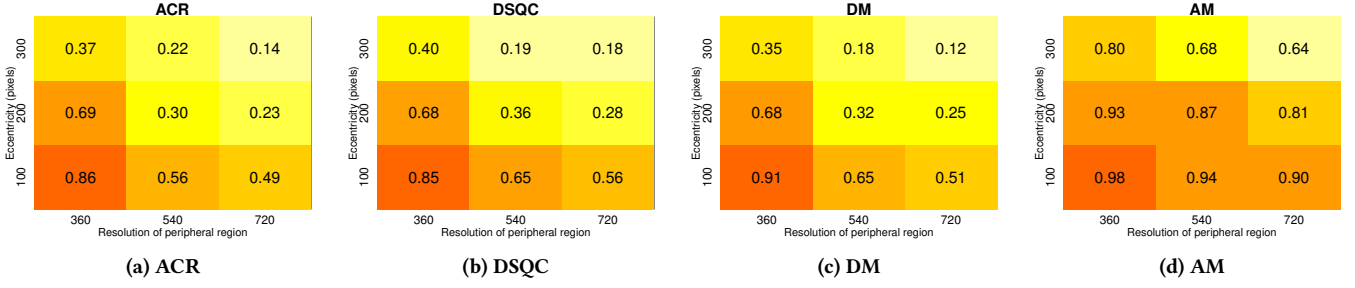 ACR
Eccentricity (pixels)
300
0.37 0.22 0.14
200
0.69 0.30 0.23
100
0.86 0.56 0.49
360 540 720
Resolution of peripheral region
(a) ACR
DSQC
Eccentricity (pixels)
300
0.40 0.19 0.18
200
0.68 0.36 0.28
100
0.85 0.65 0.56
360 540 720
Resolution of peripheral region
(b) DSQC
DM
Eccentricity (pixels)
300
0.35 0.18 0.12
200
0.68 0.32 0.25
100
0.91 0.65 0.51
360 540 720
Resolution of peripheral region
(c) DM
AM
Eccentricity (pixels)
300
0.80 0.68 0.64
200
0.93 0.87 0.81
100
0.98 0.94 0.90
360 540 720
Resolution of peripheral region
(d) AM